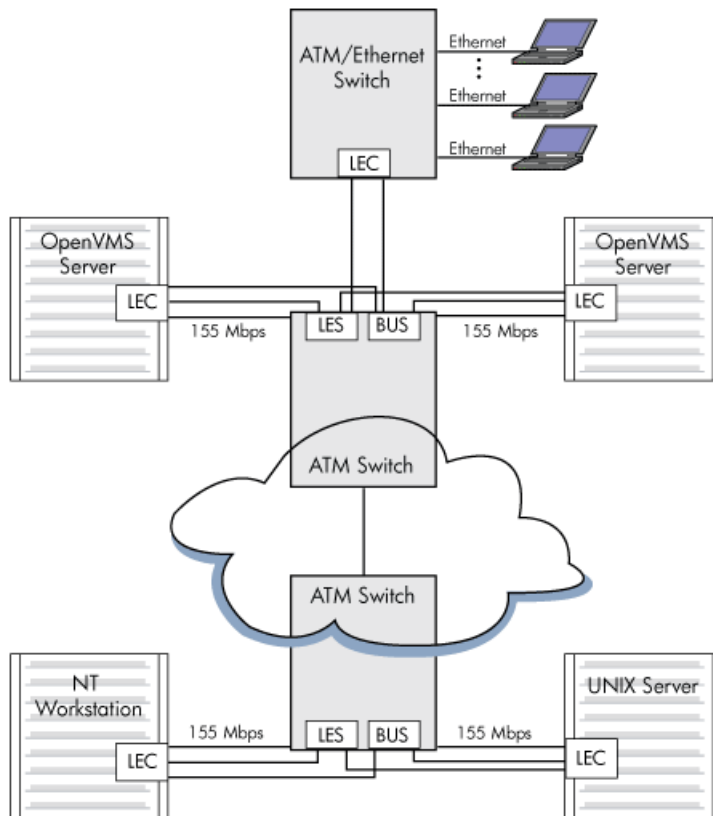 ATM/Ethernet
Switch
Ethernet
Ethernet
Ethernet
LEC
OpenVMS
Server
OpenVMS
Server
LEC
LEC
155 Mbps
LES
BUS
155 Mbps
ATM Switch
ATM Switch
NT
Workstation
UNIX Server
155 Mbps
LES
BUS
155 Mbps
LEC
LEC